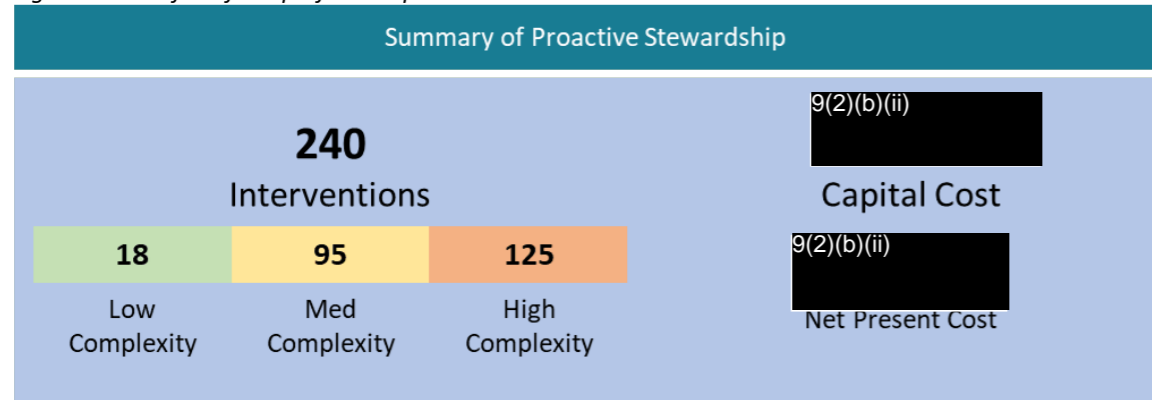 Summary of Proactive Stewardship
240
Interventions
18
95
125
Low
Complexity
Med
Complexity
High
Complexity
9(2)(b)(ii)
Capital Cost
9(2)(b)(ii)
Net Present Cost